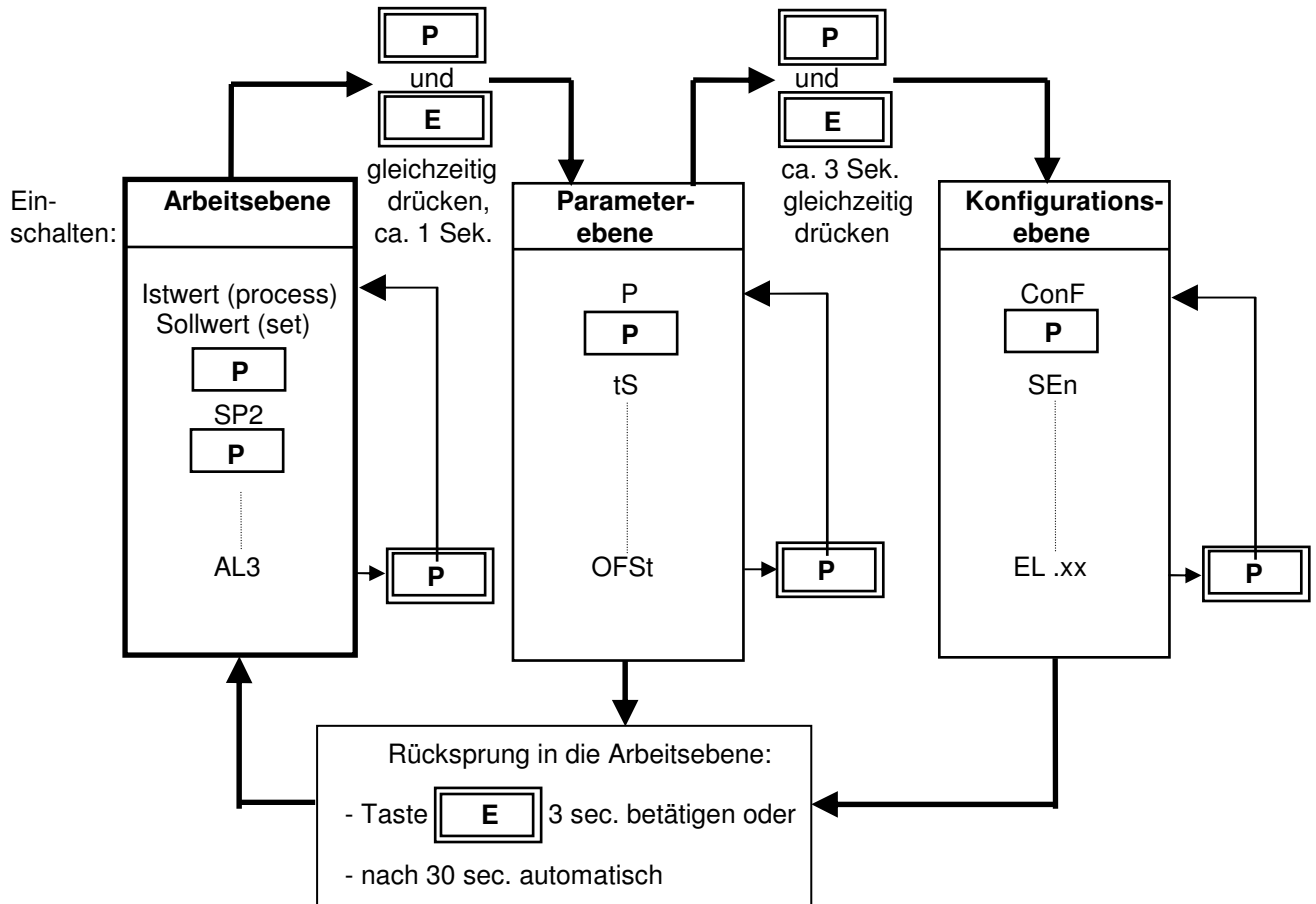 P
und
E
gleichzeitig
drücken,
ca. 1 Sek.
P
und
E
ca. 3 Sek.
gleichzeitig
drücken
Ein-
schalten:
Arbeitsebene
Istwert (process)
Sollwert (set)
P
SP2
P
AL3
P
Parameter-
ebene
P
P
tS
OFSt
P
Konfigurations-
ebene
ConF
P
SEn
EL .xx
P
Rücksprung in die Arbeitsebene:
- Taste E 3 sec. betätigen oder
- nach 30 sec. automatisch